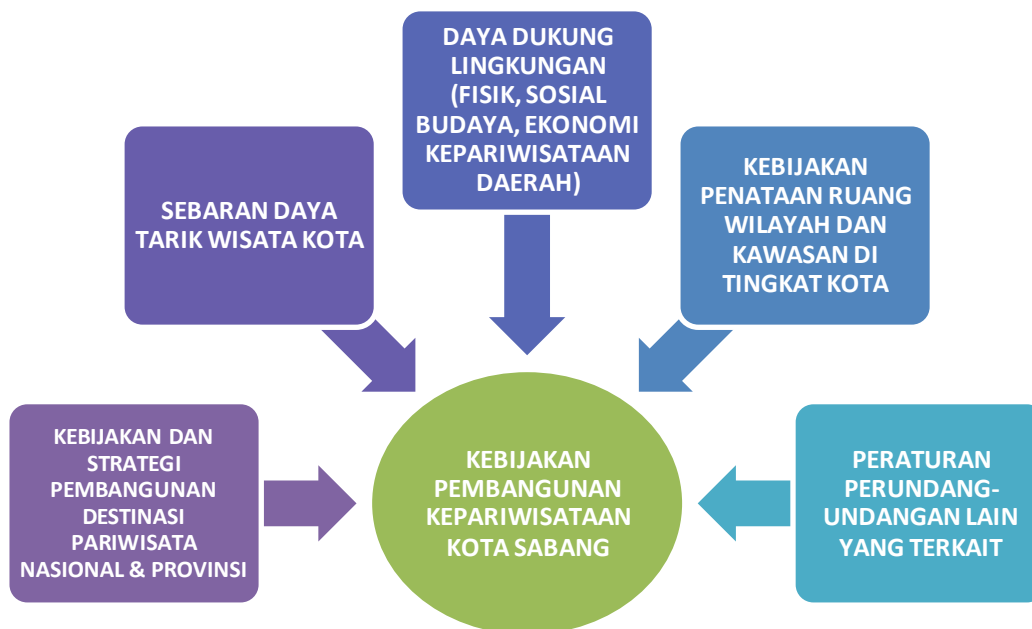 DAYA DUKUNG
LINGKUNGAN
(FISIK, SOSIAL
BUDAYA, EKONOMI
KEPARIWISATAAN
DAERAH)
SEBARAN DAYA
TARIK WISATA KOTA
KEBIJAKAN
PENATAAN RUANG
WILAYAH DAN
KAWASAN DI
TINGKAT KOTA
KEBIJAKAN DAN
STRATEGI
PEMBANGUNAN
DESTINASI
PARIWISATA
NASIONAL & PROVINSI
KEBIJAKAN
PEMBANGUNAN
KEPARIWISATAAN
KOTA SABANG
PERATURAN
PERUNDANG-
UNDANGAN LAIN
YANG TERKAIT